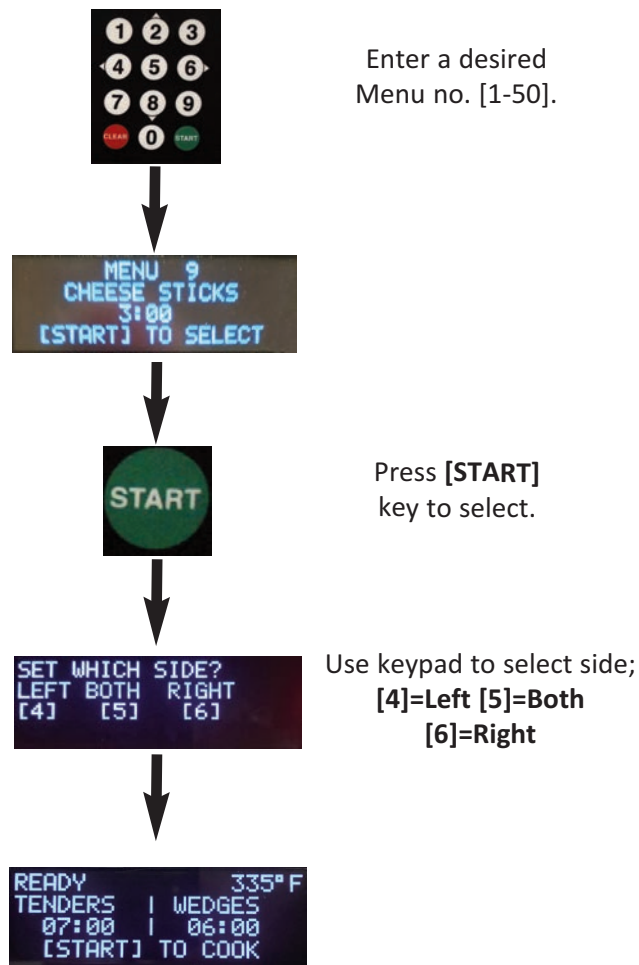 1 2 3
4 5 6
7 8 9
CLEAR 0 START
Enter a desired
Menu no. [1-50].
MENU 9
CHEESE STICKS
3:00
[START] TO SELECT
START
Press [START]
key to select.
SET WHICH SIDE?
LEFT BOTH RIGHT
[4] [5] [6]
Use keypad to select side;
[4]=Left [5]=Both
[6]=Right
READY 335°F
TENDERS | WEDGES
07:00 | 06:00
[START] TO COOK